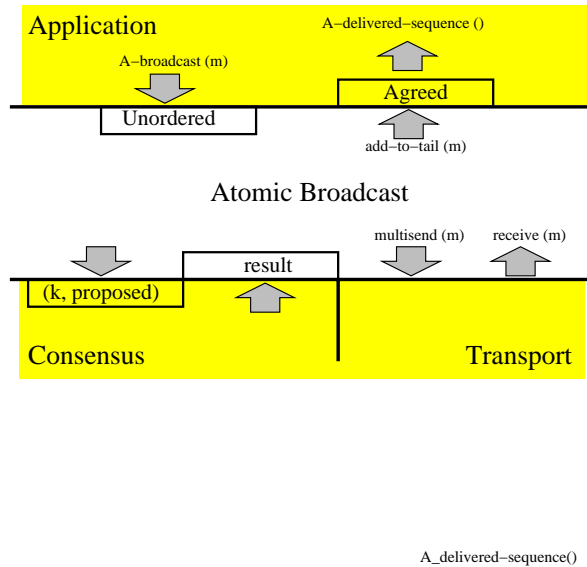 Application
A−delivered−sequence ()
A−broadcast (m)
Unordered
Agreed
add−to−tail (m)
Atomic Broadcast
multisend (m)
receive (m)
(k, proposed)
result
Consensus
Transport
A_delivered−sequence()